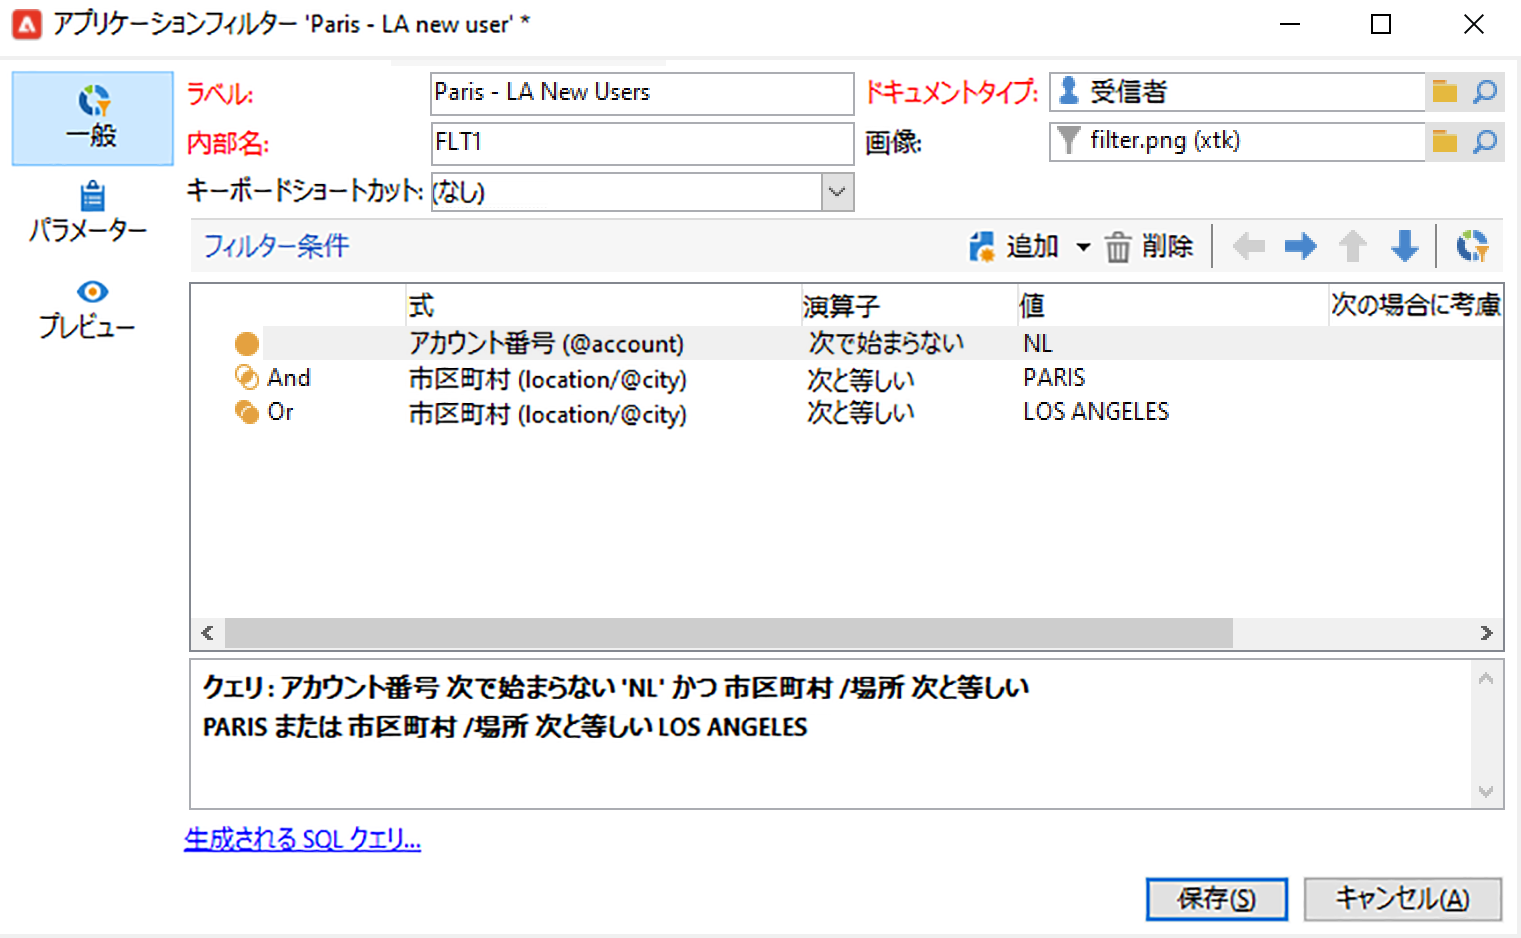 アプリケーションフィルター 'Paris - LA new user' *
一般
パラメーター
プレビュー
ラベル: Paris - LA New Users ドキュメントタイプ: 受信者
内部名: FLT1 画像: filter.png (xtk)
キーボードショートカット: (なし)
フィルター条件 追加 削除
式 演算子 値 次の場合に考慮
アカウント番号 (@account) 次で始まらない NL
And 市区町村 (location/@city) 次と等しい PARIS
Or 市区町村 (location/@city) 次と等しい LOS ANGELES
クエリ: アカウント番号 次で始まらない 'NL' かつ 市区町村 /場所 次と等しい
PARIS または 市区町村 /場所 次と等しい LOS ANGELES
生成される SQL クエリ...
保存(S) キャンセル(A)